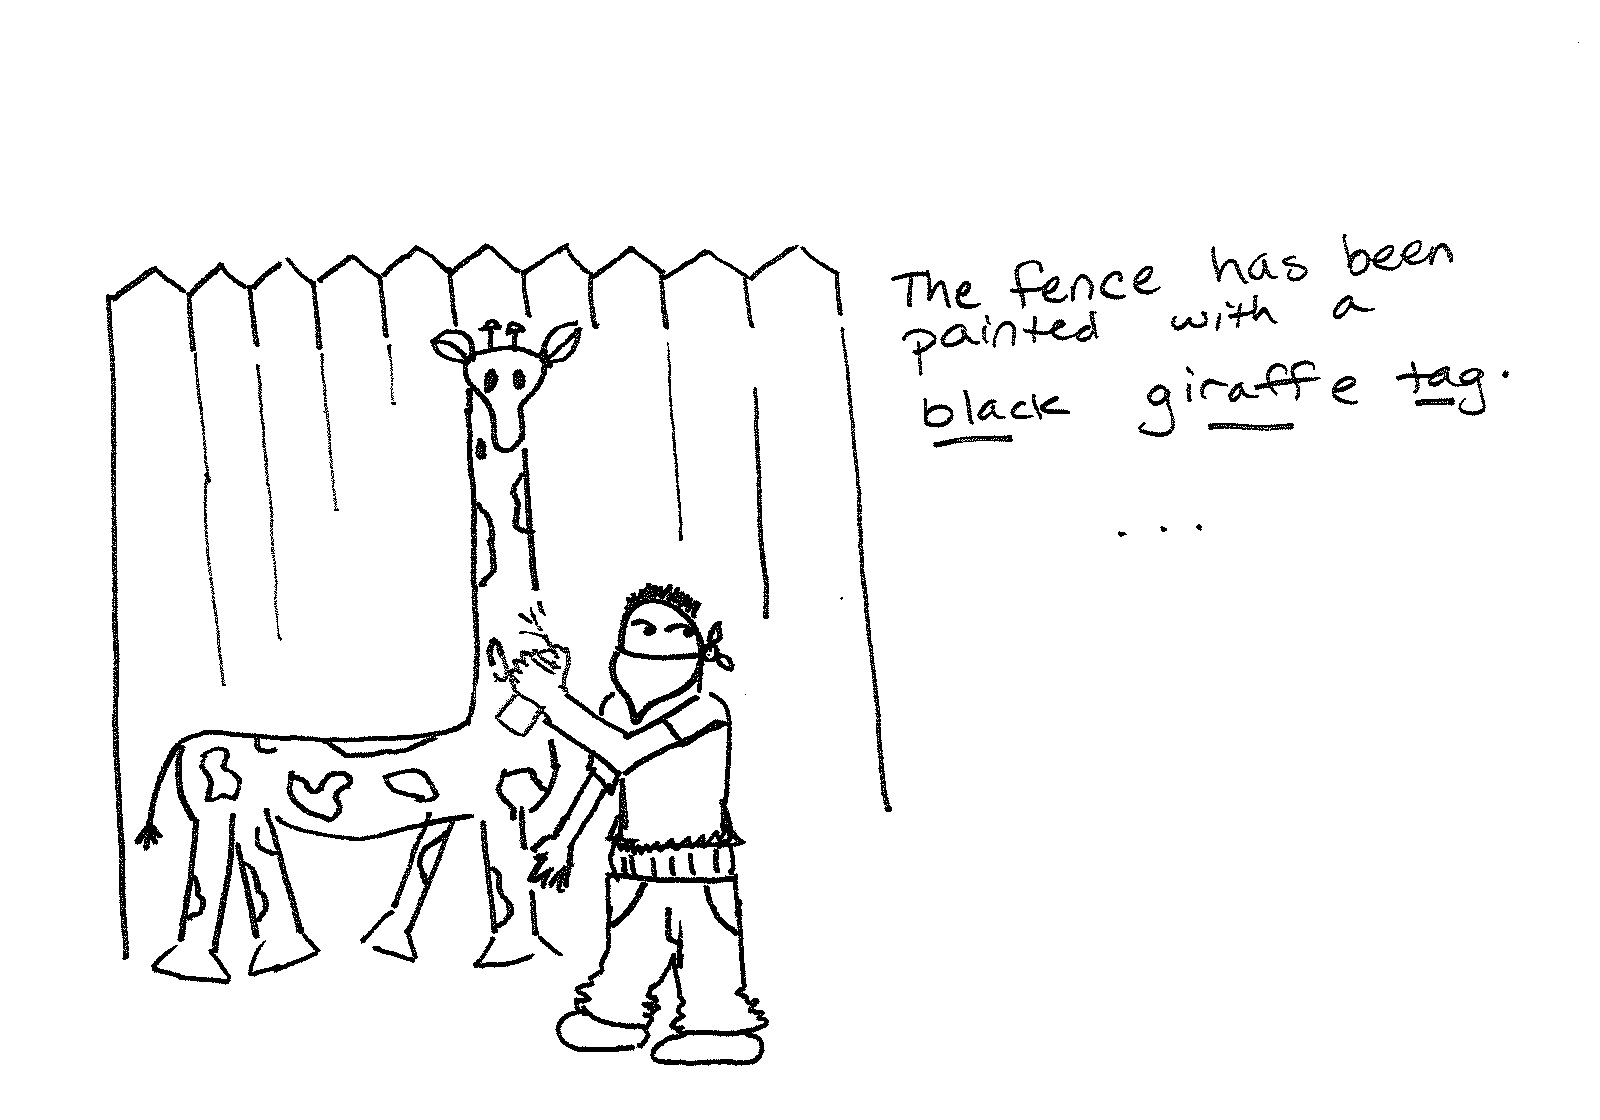 The fence has been
painted with a
black giraffe tag.
...